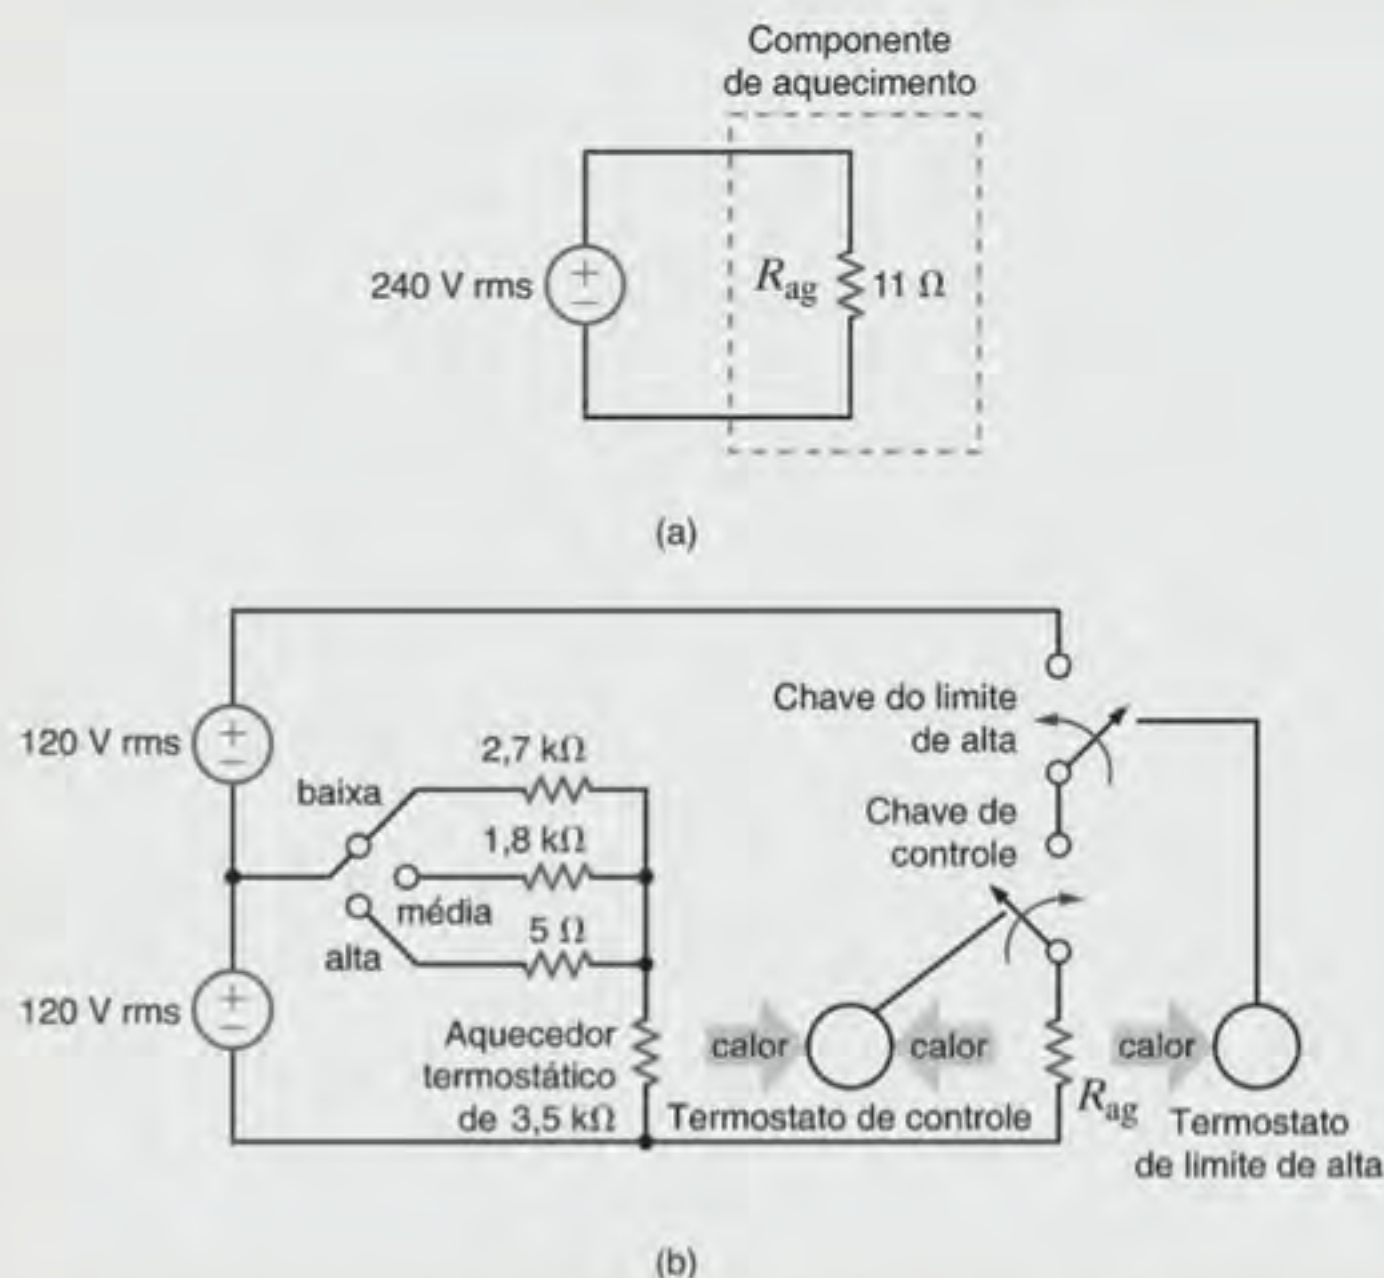 Componente
de aquecimento
240 V rms
+
−
R_ag
11 Ω
(a)
120 V rms
+
−
baixa
2,7 kΩ
1,8 kΩ
média
5 Ω
alta
120 V rms
+
−
Aquecedor
termostático
de 3,5 kΩ
Chave do limite
de alta
Chave de
controle
calor
calor
Termostato de controle
R_ag
calor
Termostato
de limite de alta
(b)